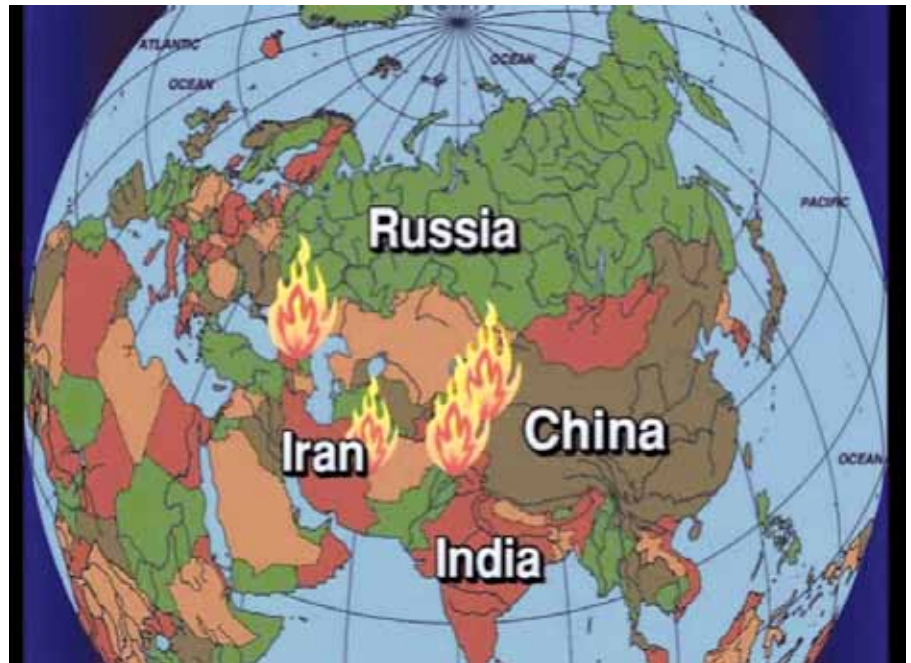 ATLANTIC
OCEAN
OCEAN
Russia
PACIFIC
Iran
China
OCEAN
India